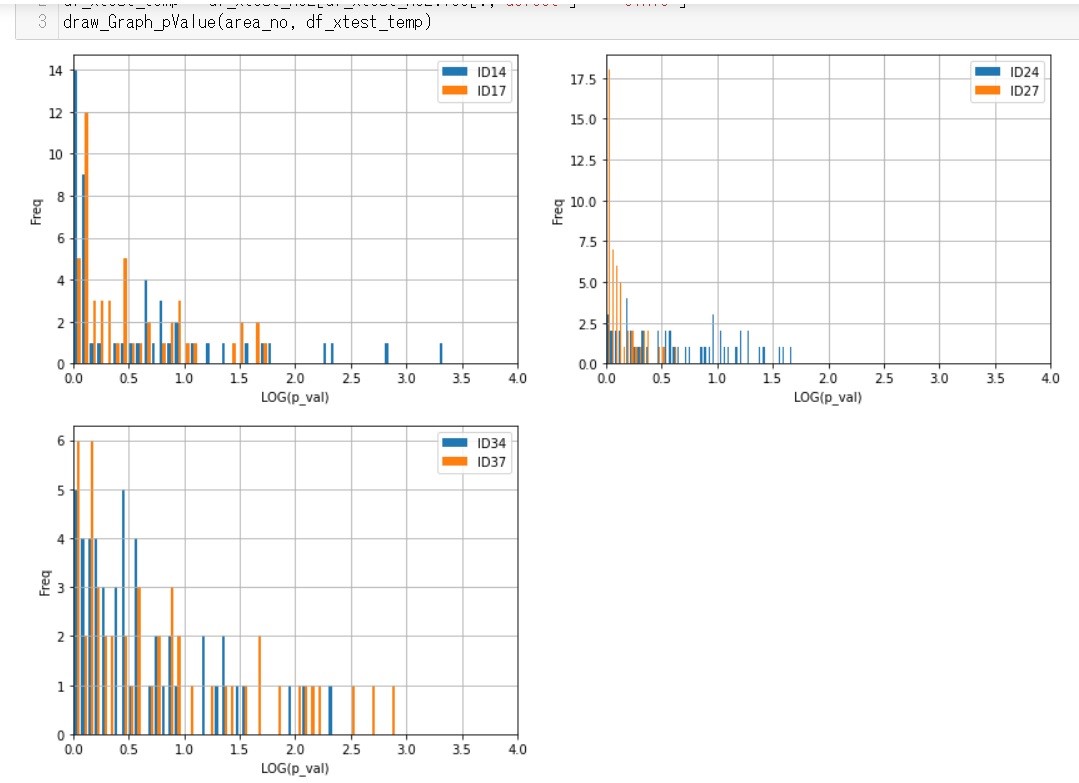 3 draw_Graph_pValue(area_no, df_xtest_temp)
14
12
10
8
6
4
2
0
Freq
ID14
ID17
0.0 0.5 1.0 1.5 2.0 2.5 3.0 3.5 4.0
LOG(p_val)
17.5
15.0
12.5
10.0
7.5
5.0
2.5
0.0
Freq
ID24
ID27
0.0 0.5 1.0 1.5 2.0 2.5 3.0 3.5 4.0
LOG(p_val)
6
5
4
3
2
1
0
Freq
ID34
ID37
0.0 0.5 1.0 1.5 2.0 2.5 3.0 3.5 4.0
LOG(p_val)